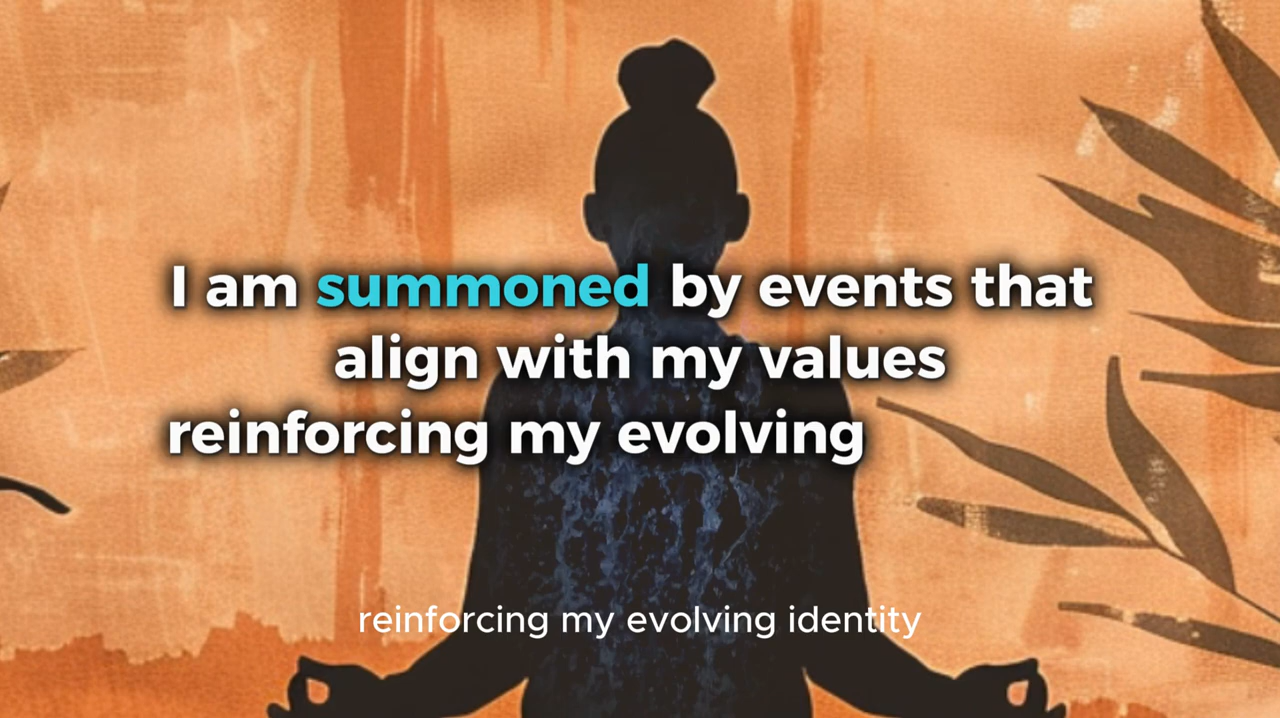 I am summoned by events that
align with my values
reinforcing my evolving
reinforcing my evolving identity